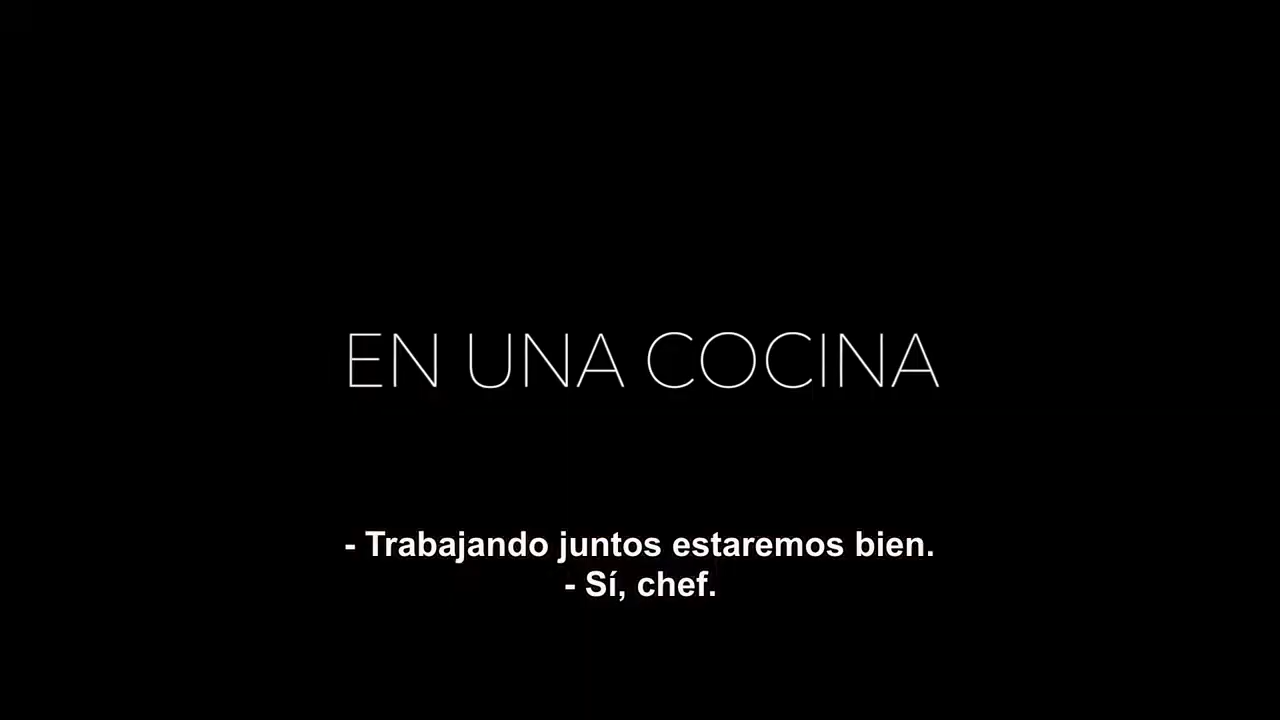 EN UNA COCINA
- Trabajando juntos estaremos bien.
- Sí, chef.